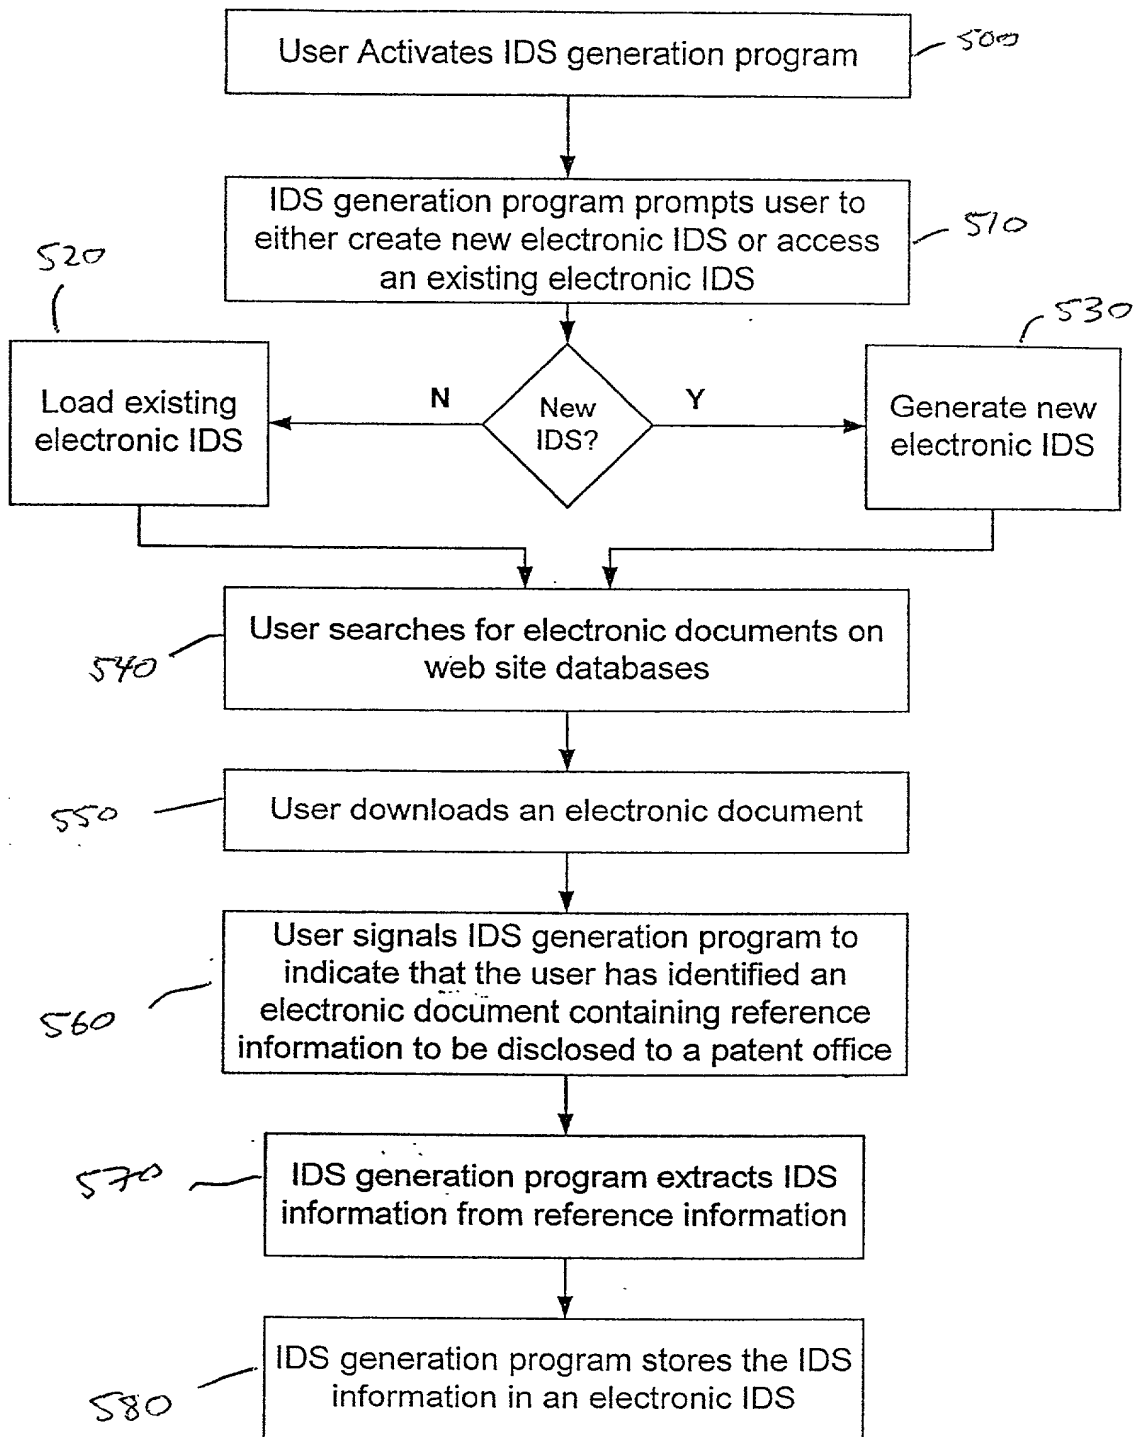 User Activates IDS generation program
500
IDS generation program prompts user to
either create new electronic IDS or access
an existing electronic IDS
510
520
530
Load existing
electronic IDS
N
New
IDS?
Y
Generate new
electronic IDS
User searches for electronic documents on
web site databases
540
User downloads an electronic document
550
User signals IDS generation program to
indicate that the user has identified an
electronic document containing reference
information to be disclosed to a patent office
560
IDS generation program extracts IDS
information from reference information
570
IDS generation program stores the IDS
information in an electronic IDS
580